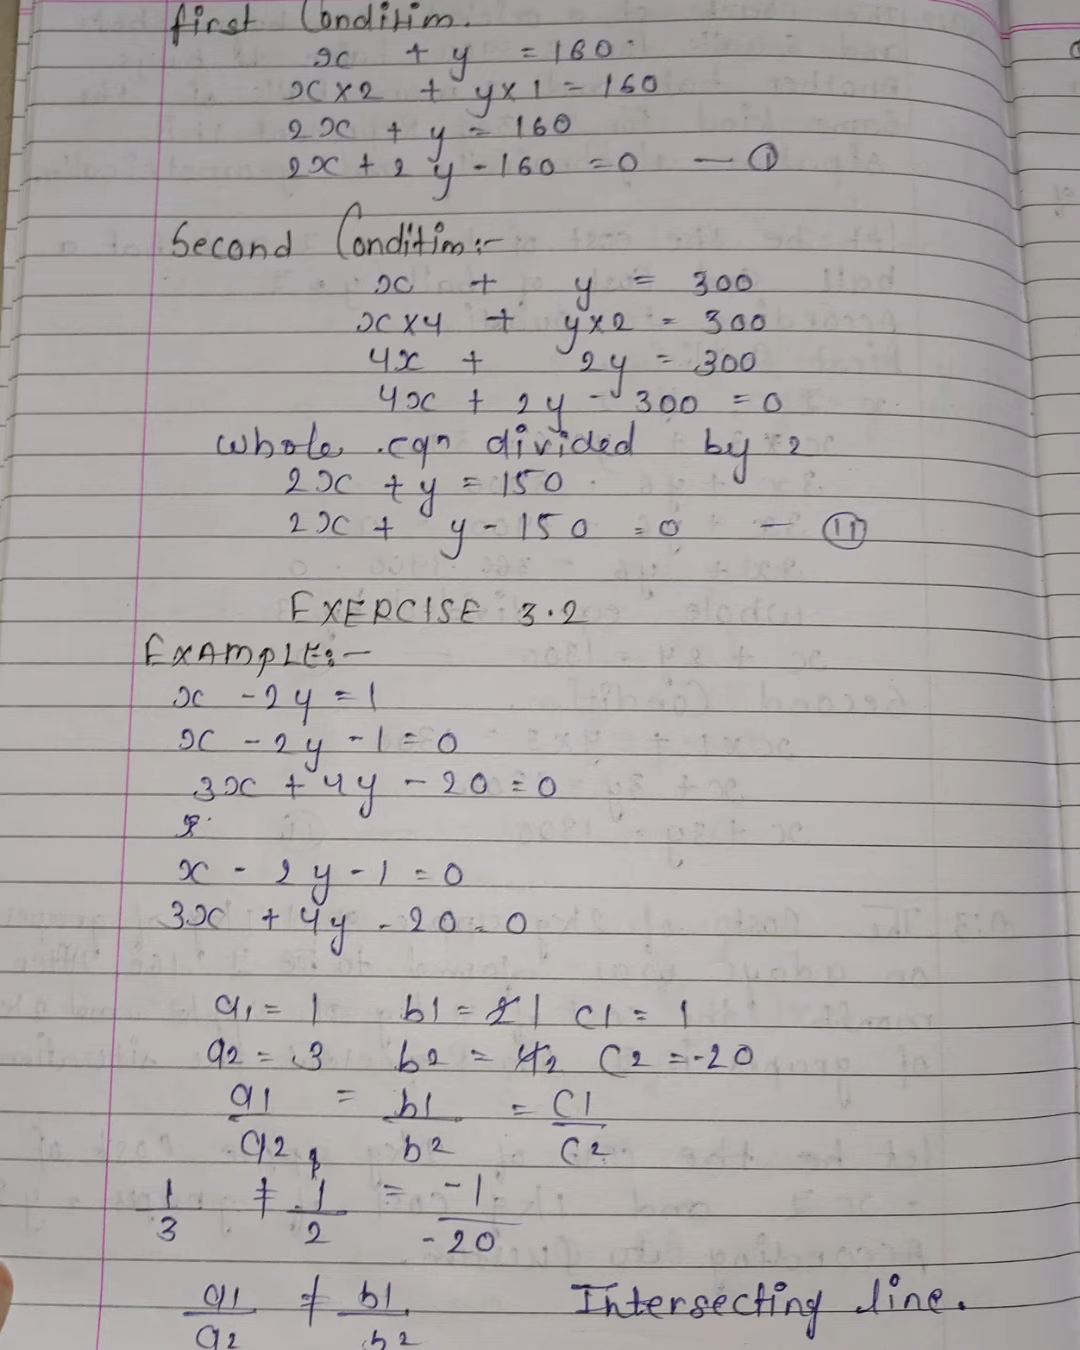 first Condition.
x + y = 160
x×2 + y×1 = 160
2x + y = 160
2x + 2y - 160 = 0 — ①
Second Condition:-
x + y = 300
x×4 + y×2 = 300
4x + 2y = 300
4x + 2y - 300 = 0
whole can divided by 2
2x + y = 150
2x + y - 150 = 0 — ⑪
EXERCISE 3.2
EXAMPLE:-
x - 2y = 1
x - 2y - 1 = 0
3x + 4y - 20 = 0
x - 2y - 1 = 0
3x + 4y - 20 = 0
a1 = 1 b1 = 1 c1 = 1
a2 = 3 b2 = 2 C2 = -20
a1/a2 = b1/b2 = C1/C2
1/3 ≠ 1/2 = -1/-20
a1/a2 ≠ b1/b2 Intersecting line.